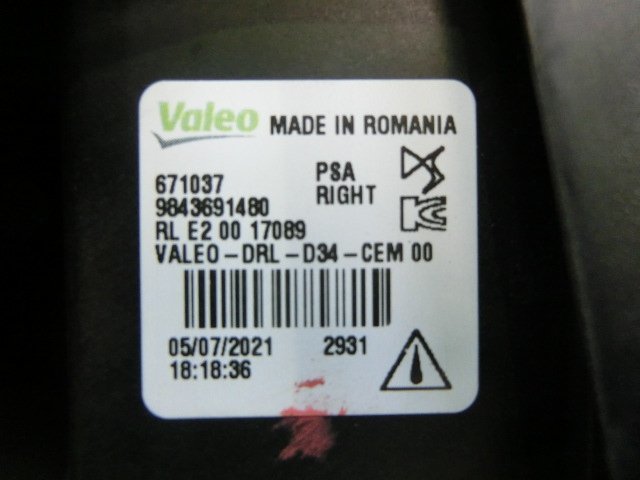 Valeo MADE IN ROMANIA
671037 PSA
9843691480 RIGHT
RL E2 00 17089
VALEO-DRL-D34-CEM 00
05/07/2021 2931
18:18:36